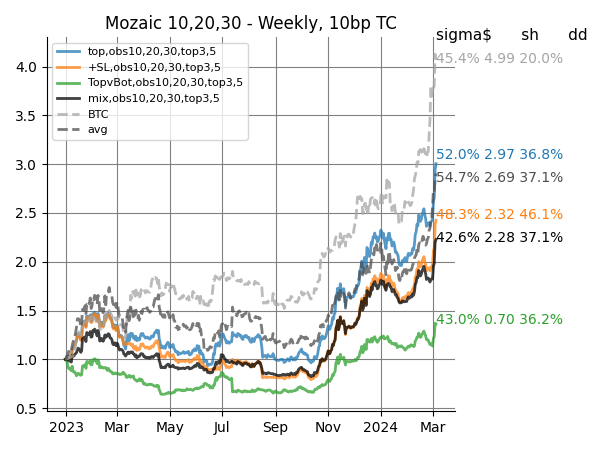 Mozaic 10,20,30 - Weekly, 10bp TC
sigma$ sh dd
top,obs10,20,30,top3,5
+SL,obs10,20,30,top3,5
TopvBot,obs10,20,30,top3,5
mix,obs10,20,30,top3,5
BTC
avg
45.4% 4.99 20.0%
52.0% 2.97 36.8%
54.7% 2.69 37.1%
48.3% 2.32 46.1%
42.6% 2.28 37.1%
43.0% 0.70 36.2%
4.0
3.5
3.0
2.5
2.0
1.5
1.0
0.5
2023 Mar May Jul Sep Nov 2024 Mar